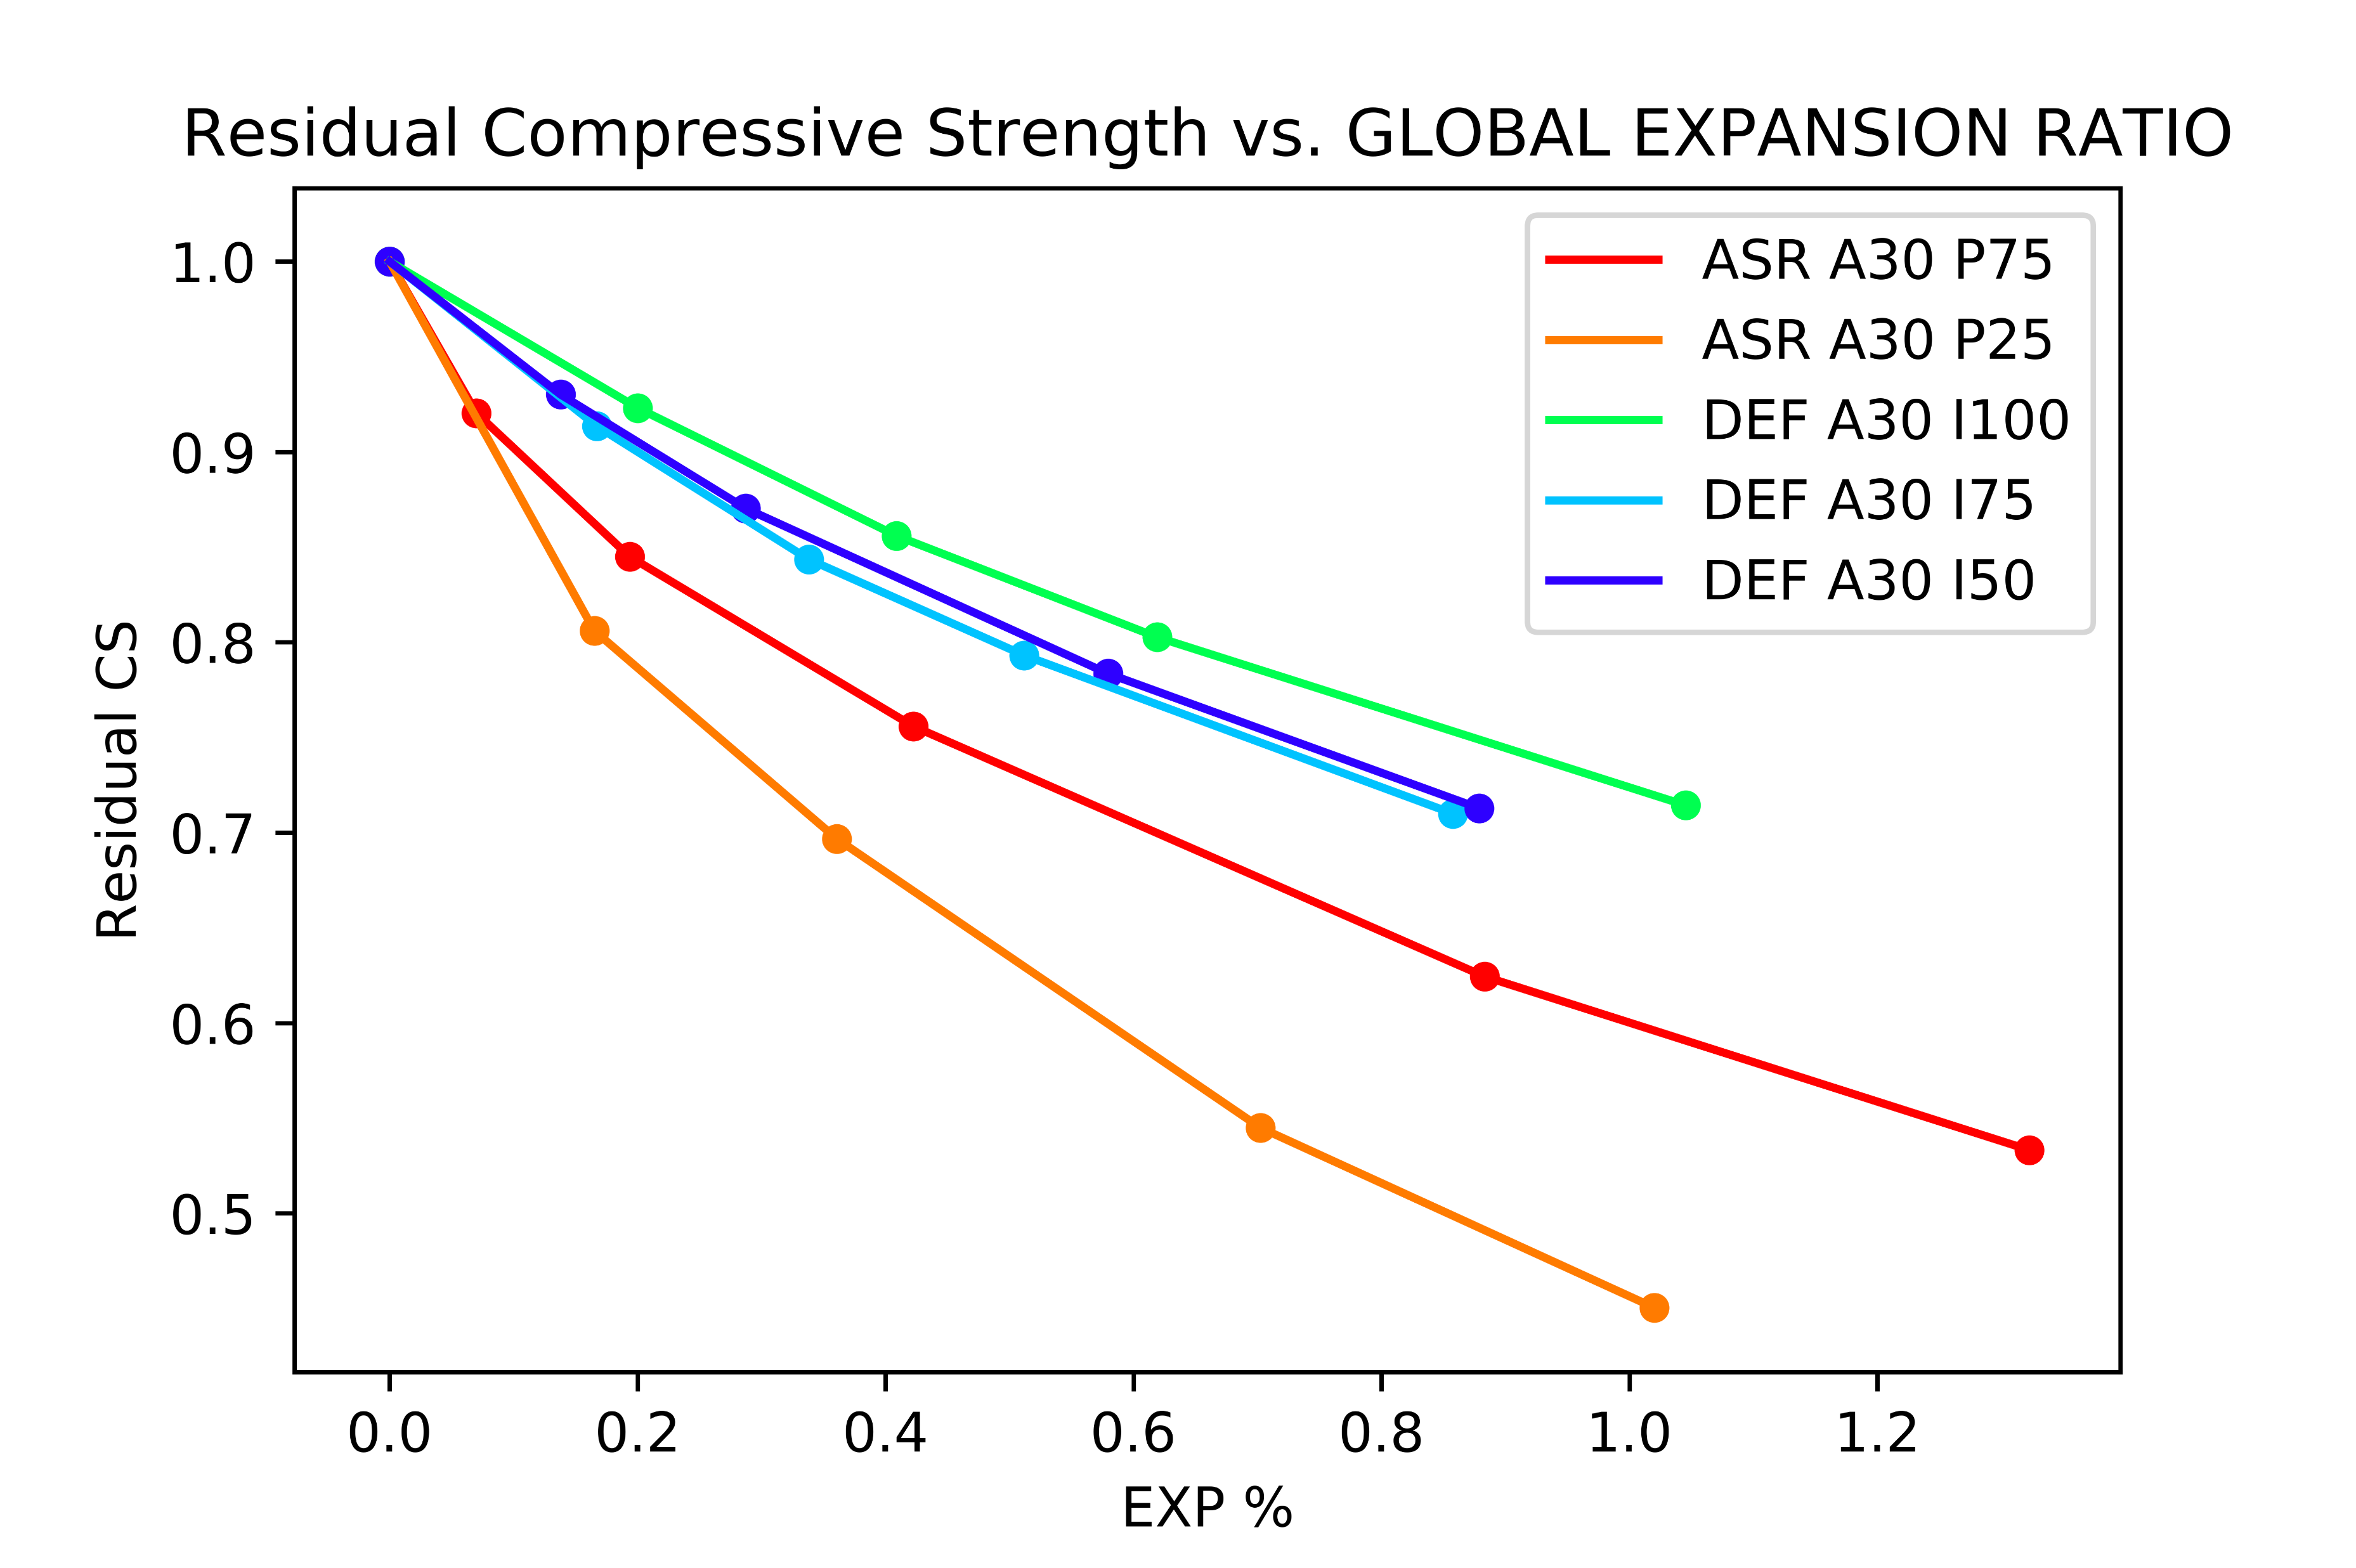 Residual Compressive Strength vs. GLOBAL EXPANSION RATIO
ASR A30 P75
ASR A30 P25
DEF A30 I100
DEF A30 I75
DEF A30 I50
1.0
0.9
0.8
0.7
0.6
0.5
Residual CS
0.0 0.2 0.4 0.6 0.8 1.0 1.2
EXP %